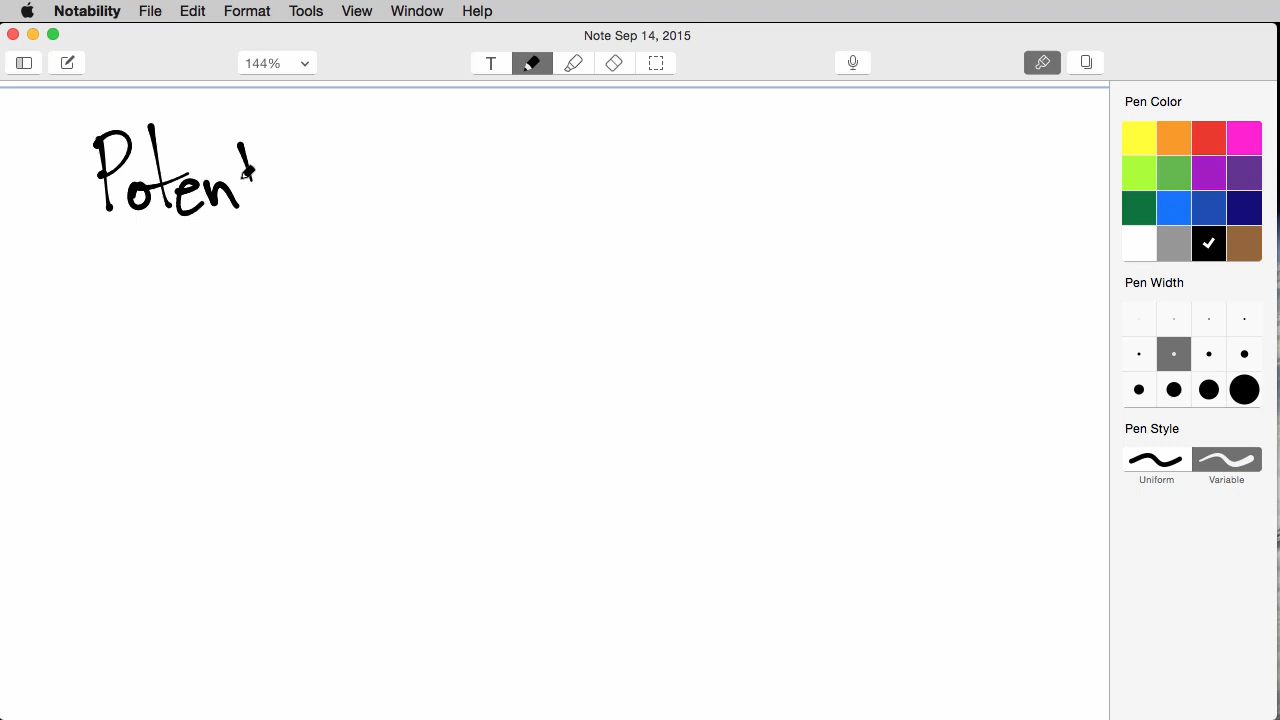 Notability File Edit Format Tools View Window Help
Note Sep 14, 2015
144% T
Pen Color
Poten
Pen Width
Pen Style
Uniform Variable